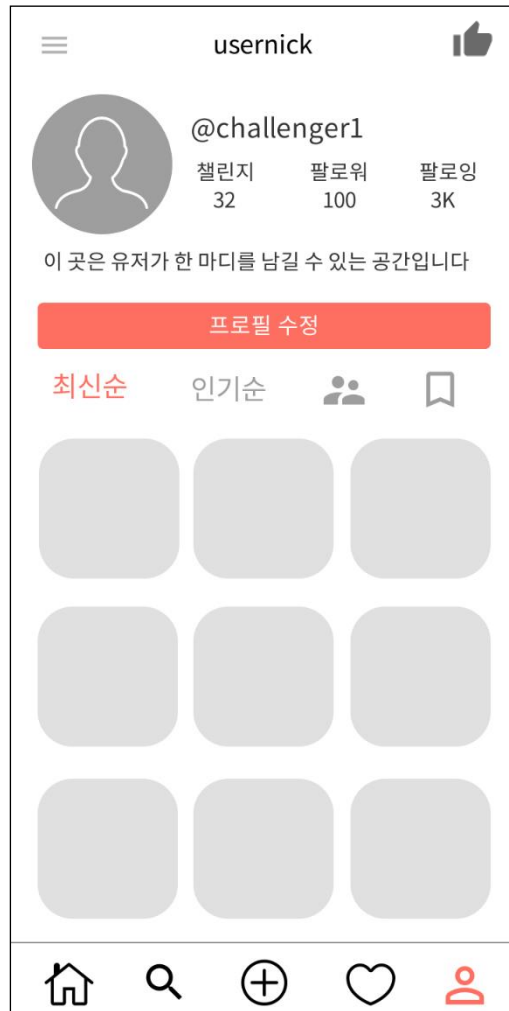 usernick
@challenger1
챌린지 팔로워 팔로잉
32 100 3K
이 곳은 유저가 한 마디를 남길 수 있는 공간입니다
프로필 수정
최신순 인기순